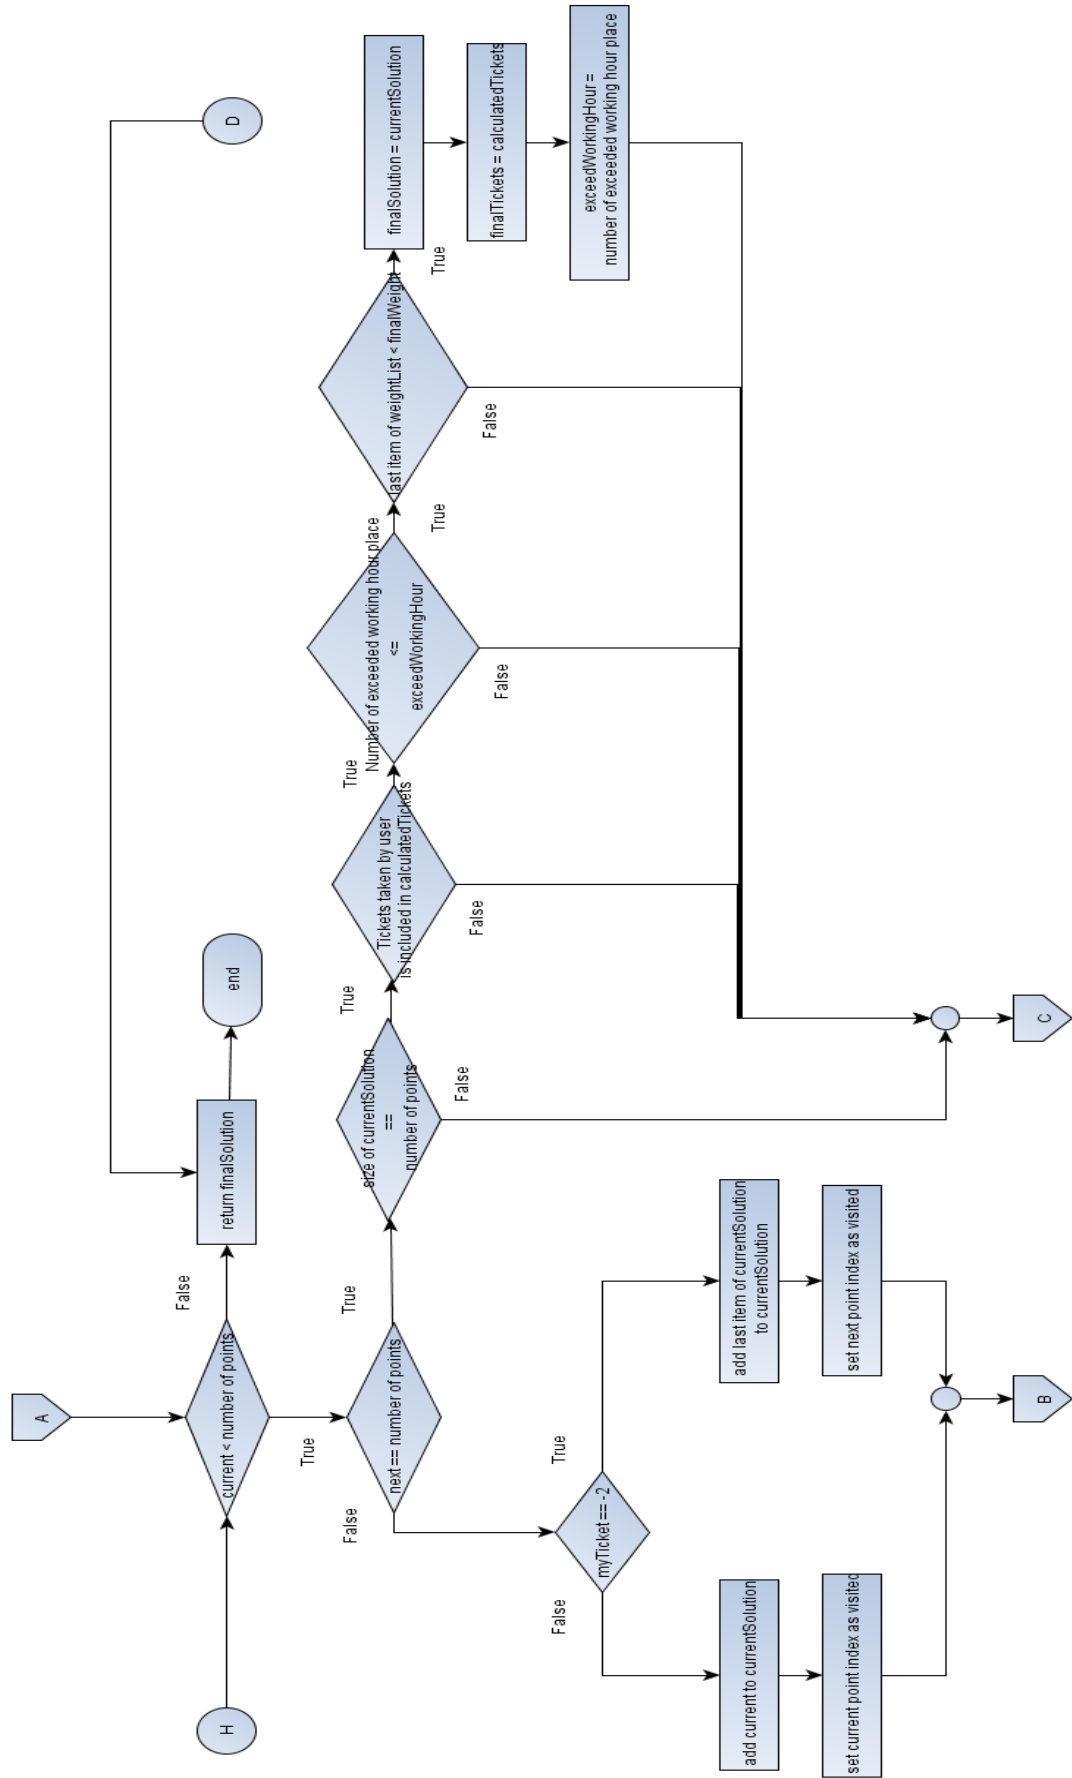 A
H
current < number of points
False
True
return finalSolution
end
D
next == number of points
False
True
size of currentSolution
==
number of points
True
False
Tickets taken by user
is included in calculatedTickets
True
False
Number of exceeded working hour place
<=
exceedWorkingHour
True
False
last item of weightList < finalWeight
True
False
finalSolution = currentSolution
finalTickets = calculatedTickets
exceedWorkingHour =
number of exceeded working hour place
myTicket == -2
False
True
add current to currentSolution
set current point index as visited
add last item of currentSolution
to currentSolution
set next point index as visited
B
C